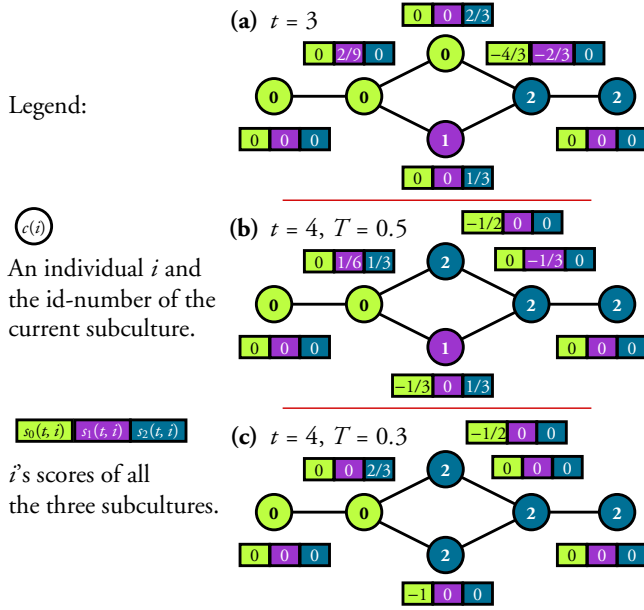 (a) t = 3
0 0 2/3
0 2/9 0
−4/3 −2/3 0
0
0 0 2 2
1
0 0 0
0 0 0
0 0 1/3
Legend:
c(i)
An individual i and
the id-number of the
current subculture.
s₀(t, i) s₁(t, i) s₂(t, i)
i's scores of all
the three subcultures.
(b) t = 4, T = 0.5
−1/2 0 0
0 1/6 1/3
0 −1/3 0
2
0 0 2 2
1
0 0 0
0 0 0
−1/3 0 1/3
(c) t = 4, T = 0.3
−1/2 0 0
0 0 2/3
0 0 0
2
0 0 2 2
2
0 0 0
0 0 0
−1 0 0